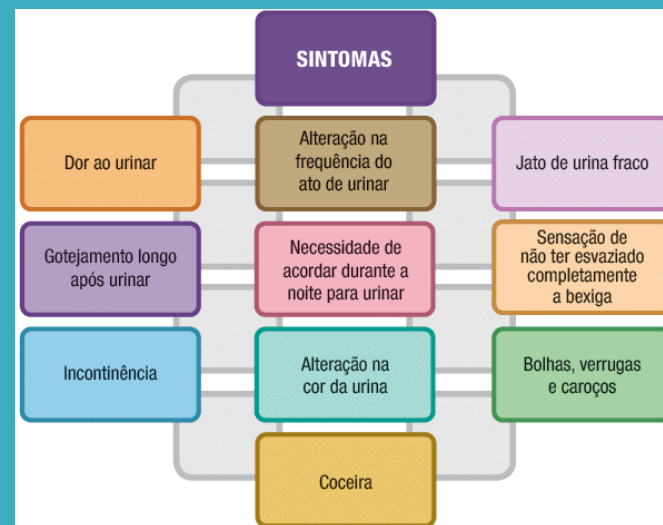 SINTOMAS
Dor ao urinar
Alteração na
frequência do
ato de urinar
Jato de urina fraco
Gotejamento longo
após urinar
Necessidade de
acordar durante a
noite para urinar
Sensação de
não ter esvaziado
completamente
a bexiga
Incontinência
Alteração na
cor da urina
Bolhas, verrugas
e caroços
Coceira